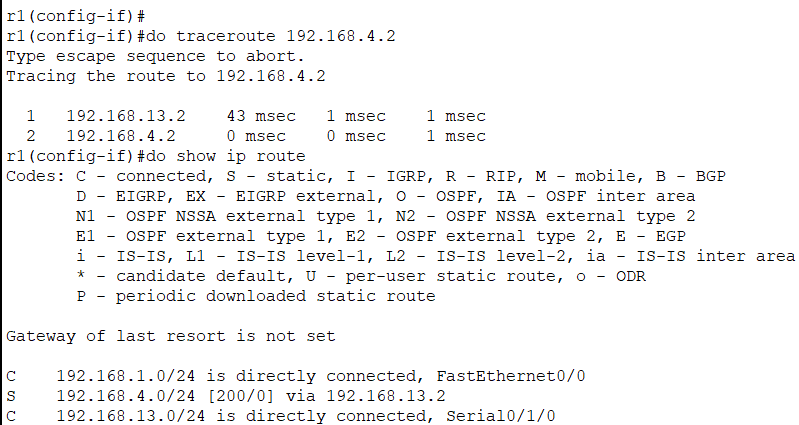 r1(config-if)#
r1(config-if)#do traceroute 192.168.4.2
Type escape sequence to abort.
Tracing the route to 192.168.4.2
1 192.168.13.2 43 msec 1 msec 1 msec
2 192.168.4.2 0 msec 0 msec 1 msec
r1(config-if)#do show ip route
Codes: C - connected, S - static, I - IGRP, R - RIP, M - mobile, B - BGP
D - EIGRP, EX - EIGRP external, O - OSPF, IA - OSPF inter area
N1 - OSPF NSSA external type 1, N2 - OSPF NSSA external type 2
E1 - OSPF external type 1, E2 - OSPF external type 2, E - EGP
i - IS-IS, L1 - IS-IS level-1, L2 - IS-IS level-2, ia - IS-IS inter area
* - candidate default, U - per-user static route, o - ODR
P - periodic downloaded static route
Gateway of last resort is not set
C 192.168.1.0/24 is directly connected, FastEthernet0/0
S 192.168.4.0/24 [200/0] via 192.168.13.2
C 192.168.13.0/24 is directly connected, Serial0/1/0